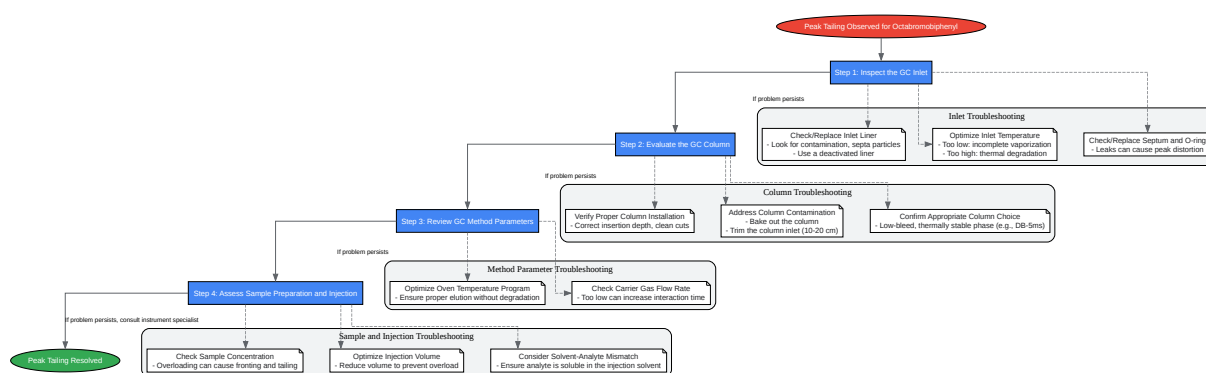 Peak Tailing Observed for Octabromobiphenyl
Step 1: Inspect the GC Inlet
If problem persists
Inlet Troubleshooting
Check/Replace Inlet Liner
- Look for contamination, septa particles
- Use a deactivated liner
Optimize Inlet Temperature
- Too low: incomplete vaporization
- Too high: thermal degradation
Check/Replace Septum and O-ring
- Leaks can cause peak distortion
Step 2: Evaluate the GC Column
If problem persists
Column Troubleshooting
Verify Proper Column Installation
- Correct insertion depth, clean cuts
Address Column Contamination
- Bake out the column
- Trim the column inlet (10-20 cm)
Confirm Appropriate Column Choice
- Low-bleed, thermally stable phase (e.g., DB-5ms)
Step 3: Review GC Method Parameters
If problem persists
Method Parameter Troubleshooting
Optimize Oven Temperature Program
- Ensure proper elution without degradation
Check Carrier Gas Flow Rate
- Too low can increase interaction time
Step 4: Assess Sample Preparation and Injection
If problem persists, consult instrument specialist
Sample and Injection Troubleshooting
Check Sample Concentration
- Overloading can cause fronting and tailing
Optimize Injection Volume
- Reduce volume to prevent overload
Consider Solvent-Analyte Mismatch
- Ensure analyte is soluble in the injection solvent
Peak Tailing Resolved